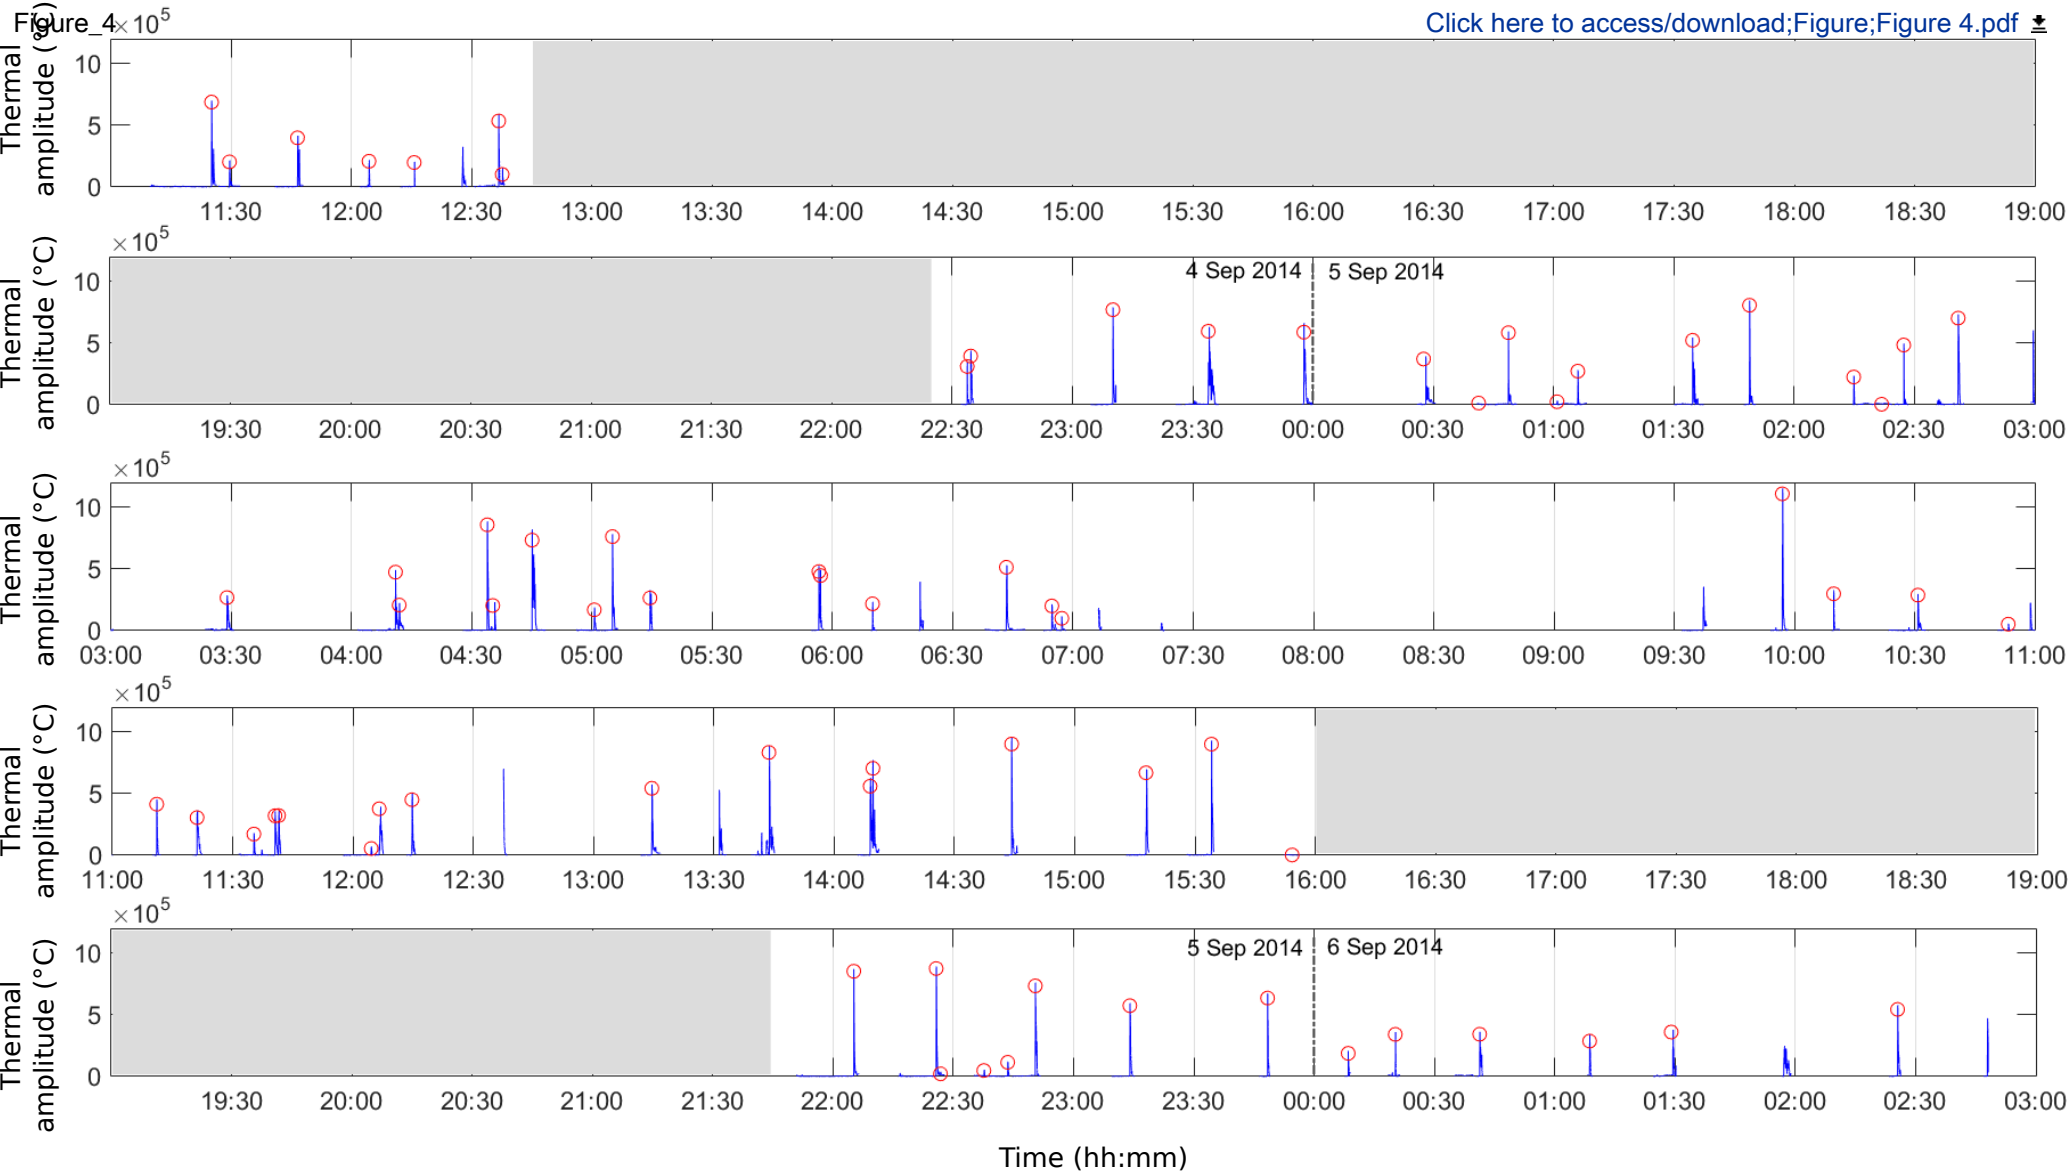 Figure_4
Click here to access/download;Figure;Figure 4.pdf
×10⁵
Thermal
amplitude (°C)
10
5
0
11:30 12:00 12:30 13:00 13:30 14:00 14:30 15:00 15:30 16:00 16:30 17:00 17:30 18:00 18:30 19:00
×10⁵
Thermal
amplitude (°C)
4 Sep 2014 5 Sep 2014
10
5
0
19:30 20:00 20:30 21:00 21:30 22:00 22:30 23:00 23:30 00:00 00:30 01:00 01:30 02:00 02:30 03:00
×10⁵
Thermal
amplitude (°C)
10
5
0
03:00 03:30 04:00 04:30 05:00 05:30 06:00 06:30 07:00 07:30 08:00 08:30 09:00 09:30 10:00 10:30 11:00
×10⁵
Thermal
amplitude (°C)
10
5
0
11:00 11:30 12:00 12:30 13:00 13:30 14:00 14:30 15:00 15:30 16:00 16:30 17:00 17:30 18:00 18:30 19:00
×10⁵
Thermal
amplitude (°C)
5 Sep 2014 6 Sep 2014
10
5
0
19:30 20:00 20:30 21:00 21:30 22:00 22:30 23:00 23:30 00:00 00:30 01:00 01:30 02:00 02:30 03:00
Time (hh:mm)